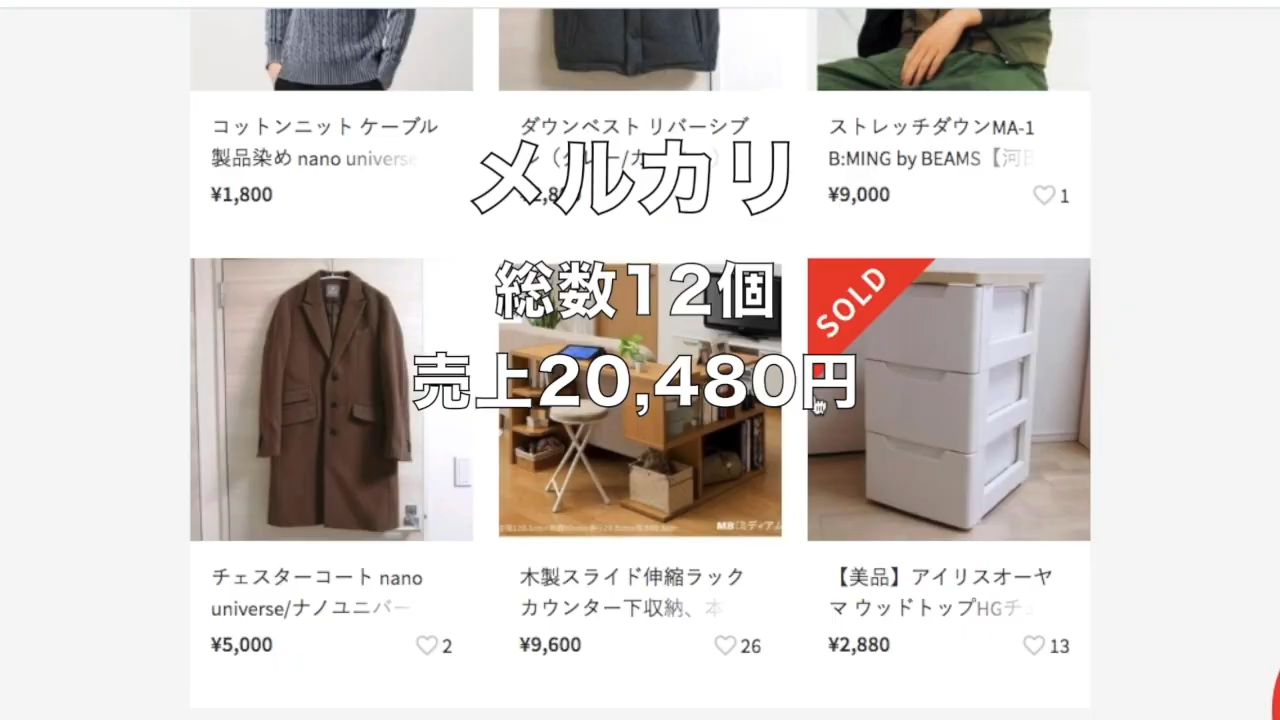 コットンニット ケーブル
製品染め nano universe
¥1,800
ダウンベスト リバーシブ
ストレッチダウンMA-1
B:MING by BEAMS【河
¥9,000
1
メルカリ
総数12個
売上20,480円
SOLD
M8(ミディアム
チェスターコート nano
universe/ナノユニバー
¥5,000
2
木製スライド伸縮ラック
カウンター下収納、本
¥9,600
26
【美品】アイリスオーヤ
マ ウッドトップHGチ
¥2,880
13